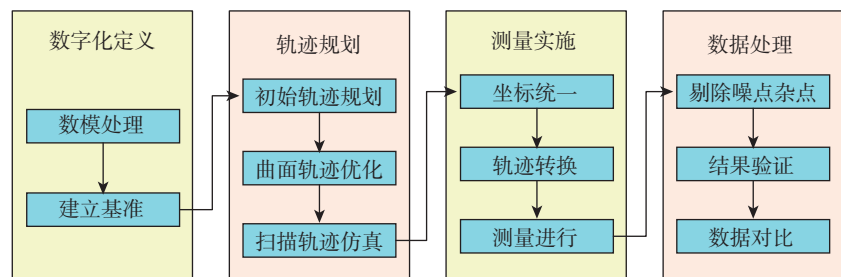 数字化定义
数模处理
建立基准
轨迹规划
初始轨迹规划
曲面轨迹优化
扫描轨迹仿真
测量实施
坐标统一
轨迹转换
测量进行
数据处理
剔除噪点杂点
结果验证
数据对比